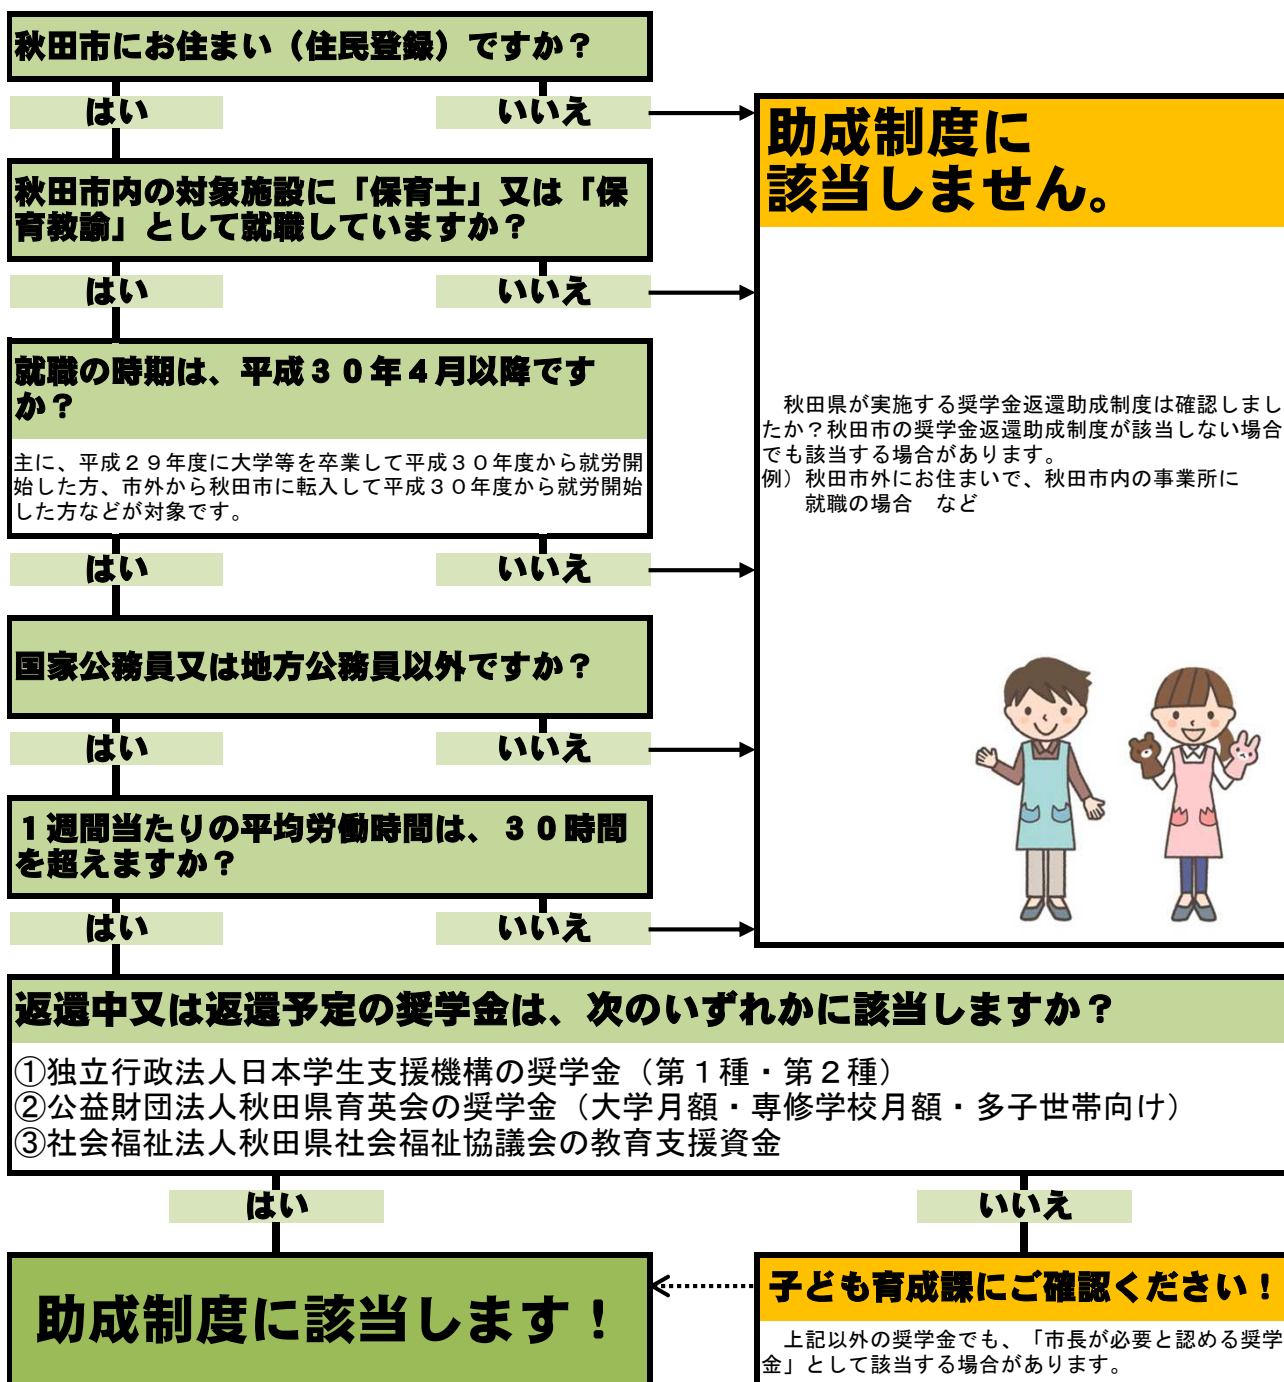 秋田市にお住まい（住民登録）ですか？
はい
いいえ
助成制度に
該当しません。
秋田市内の対象施設に「保育士」又は「保
育教諭」として就職していますか？
はい
いいえ
就職の時期は、平成３０年４月以降です
か？
主に、平成２９年度に大学等を卒業して平成３０年度から就労開
始した方、市外から秋田市に転入して平成３０年度から就労開始
した方などが対象です。
はい
いいえ
秋田県が実施する奨学金返還助成制度は確認しまし
たか？秋田市の奨学金返還助成制度が該当しない場合
でも該当する場合があります。
例）秋田市外にお住まいで、秋田市内の事業所に
就職の場合　など
国家公務員又は地方公務員以外ですか？
はい
いいえ
１週間当たりの平均労働時間は、３０時間
を超えますか？
はい
いいえ
返還中又は返還予定の奨学金は、次のいずれかに該当しますか？
①独立行政法人日本学生支援機構の奨学金（第１種・第２種）
②公益財団法人秋田県育英会の奨学金（大学月額・専修学校月額・多子世帯向け）
③社会福祉法人秋田県社会福祉協議会の教育支援資金
はい
いいえ
助成制度に該当します！
子ども育成課にご確認ください！
上記以外の奨学金でも、「市長が必要と認める奨学
金」として該当する場合があります。